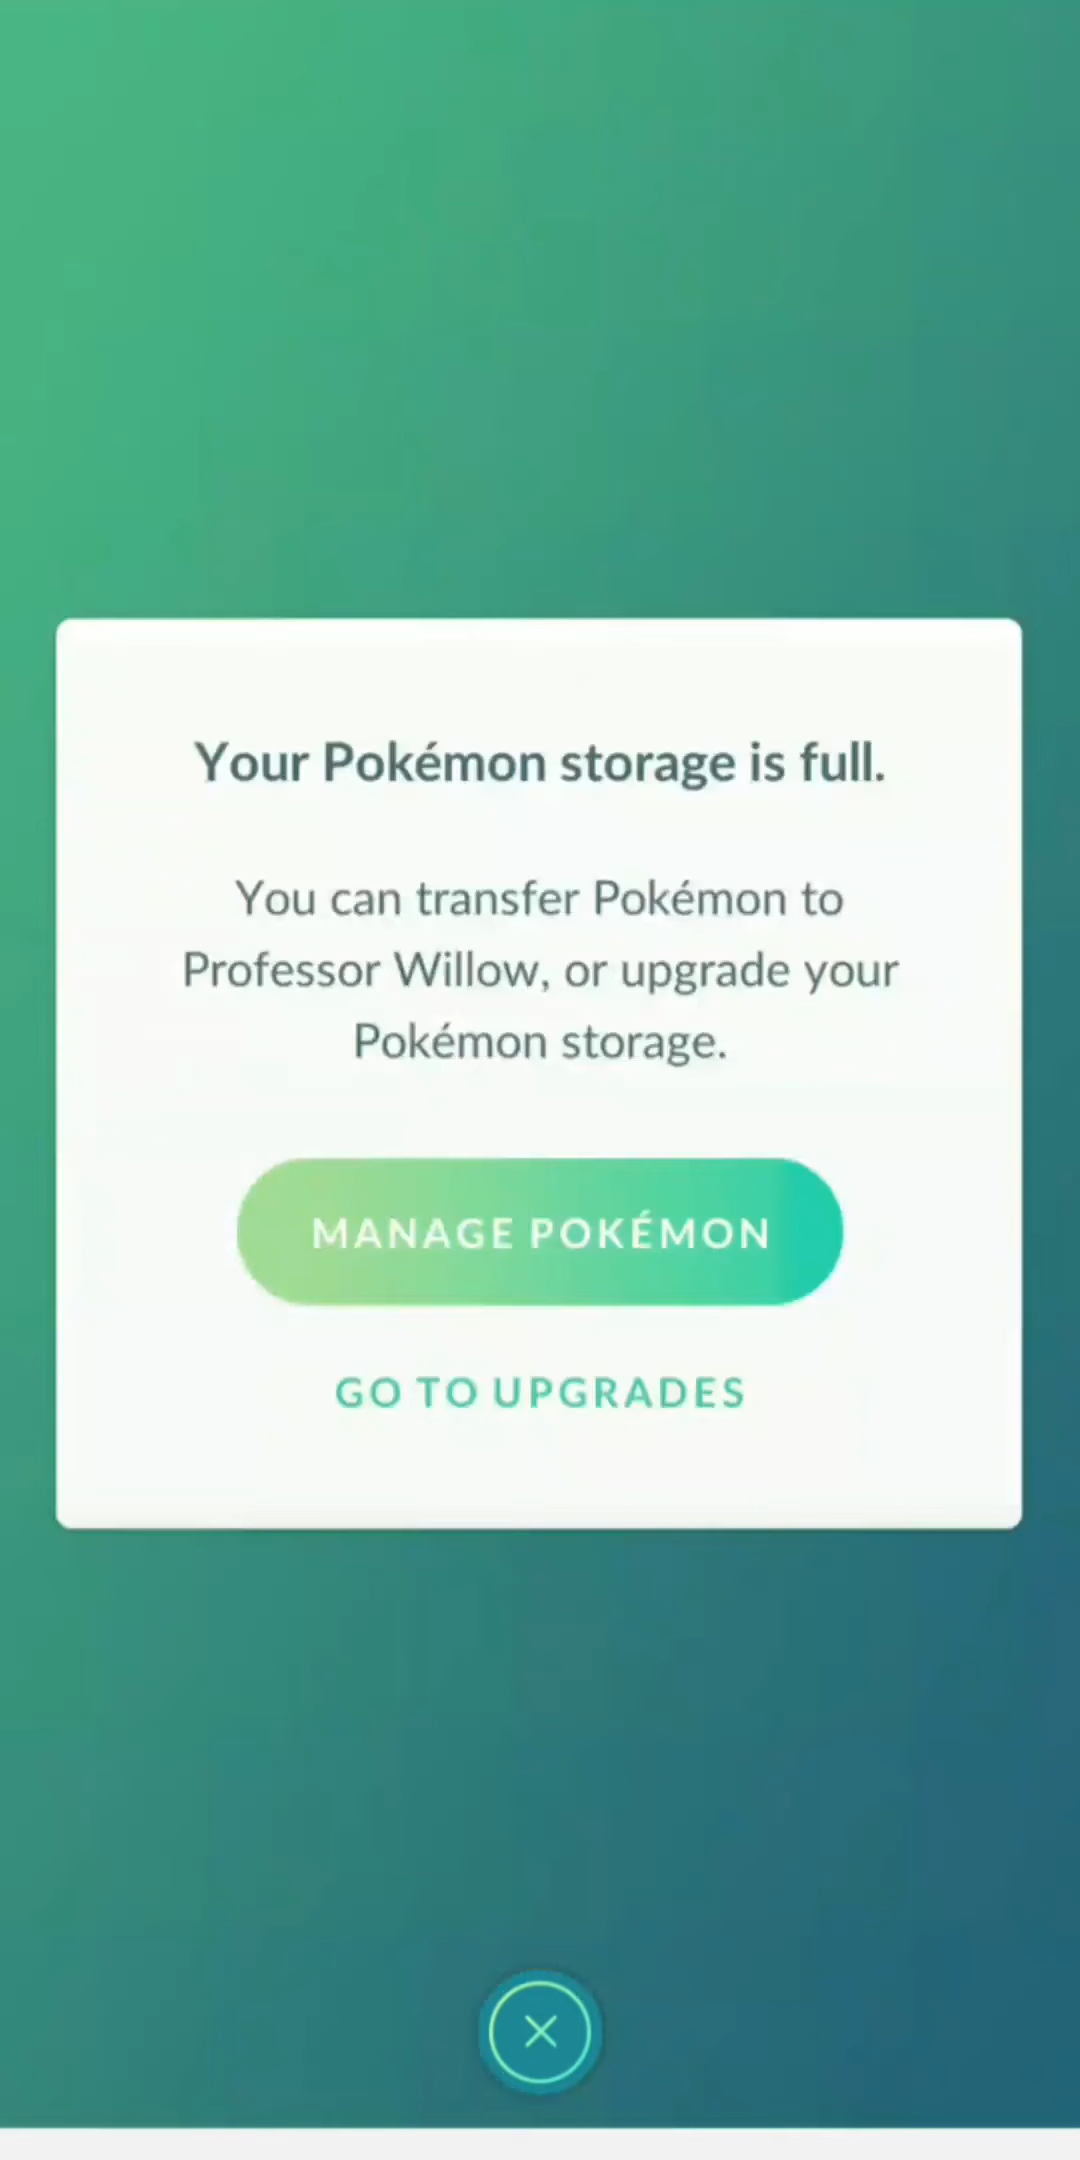 Your Pokémon storage is full.
You can transfer Pokémon to
Professor Willow, or upgrade your
Pokémon storage.
MANAGE POKÉMON
GO TO UPGRADES